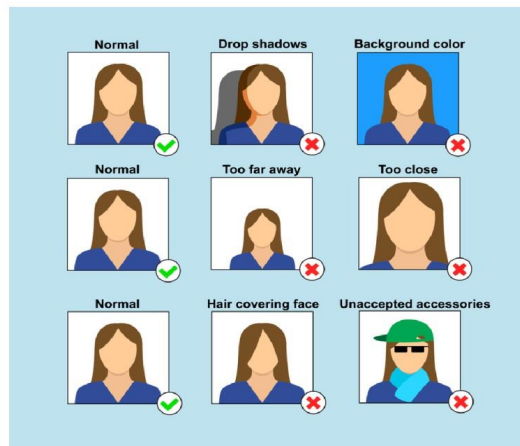 Normal
Drop shadows
Background color
Normal
Too far away
Too close
Normal
Hair covering face
Unaccepted accessories